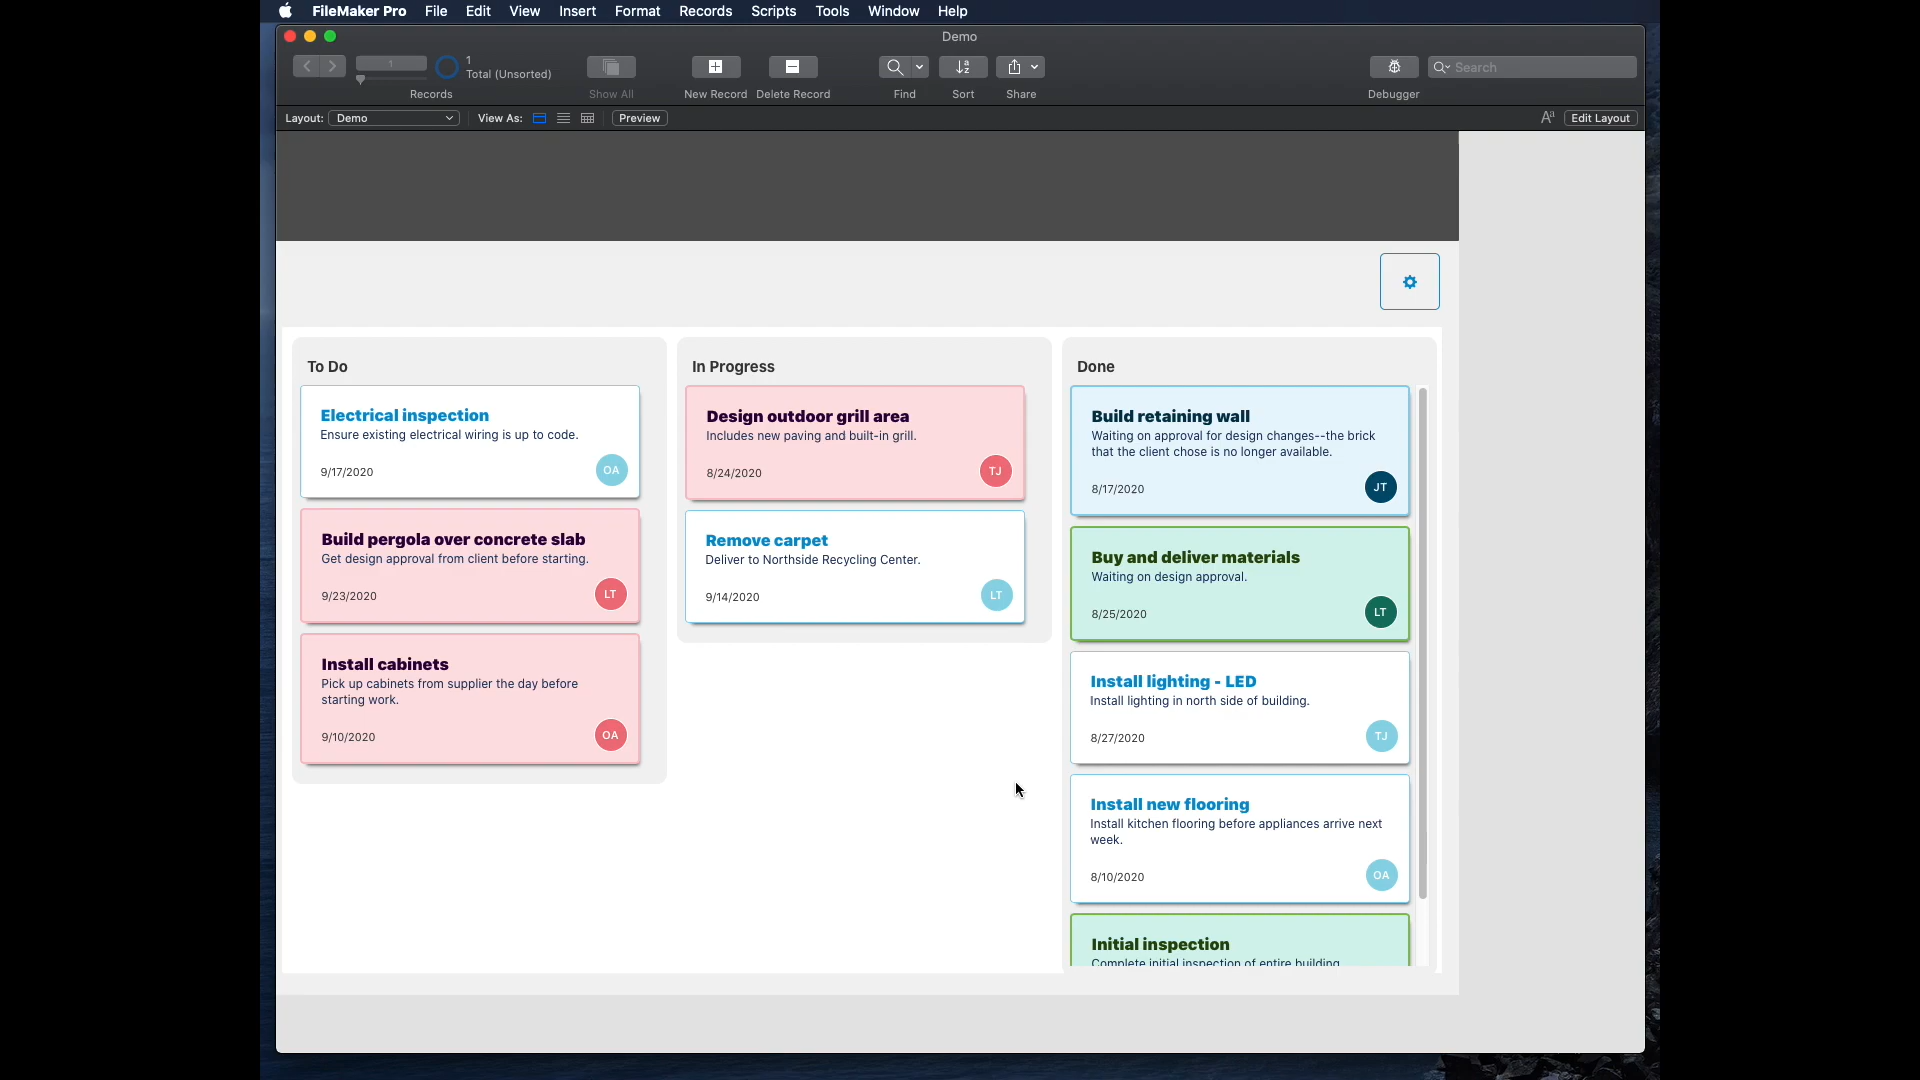 FileMaker Pro File Edit View Insert Format Records Scripts Tools Window Help
Demo
1
1
Total (Unsorted)
Search
Records Show All New Record Delete Record Find Sort Share Debugger
Layout: Demo View As: Preview Aa Edit Layout
To Do
Electrical inspection
Ensure existing electrical wiring is up to code.
9/17/2020 OA
Build pergola over concrete slab
Get design approval from client before starting.
9/23/2020 LT
Install cabinets
Pick up cabinets from supplier the day before
starting work.
9/10/2020 OA
In Progress
Design outdoor grill area
Includes new paving and built-in grill.
8/24/2020 TJ
Remove carpet
Deliver to Northside Recycling Center.
9/14/2020 LT
Done
Build retaining wall
Waiting on approval for design changes--the brick
that the client chose is no longer available.
8/17/2020 JT
Buy and deliver materials
Waiting on design approval.
8/25/2020 LT
Install lighting - LED
Install lighting in north side of building.
8/27/2020 TJ
Install new flooring
Install kitchen flooring before appliances arrive next
week.
8/10/2020 OA
Initial inspection
Complete initial inspection of entire building